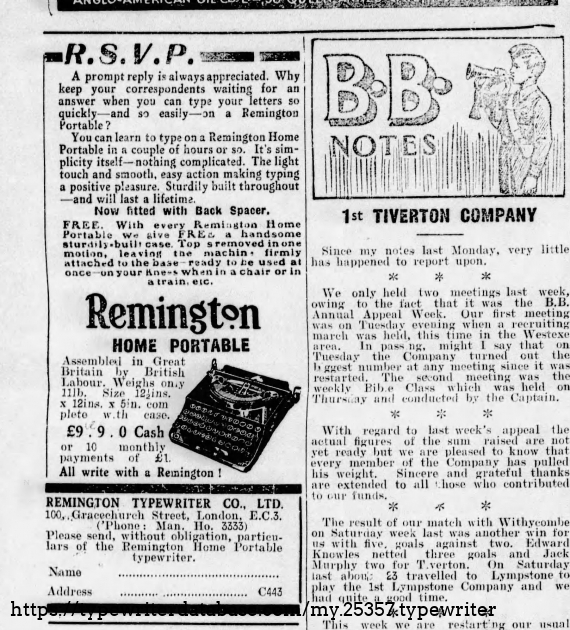 ANGLO-AMERICAN OIL CO.
R.S.V.P.
A prompt reply is always appreciated. Why
keep your correspondents waiting for an
answer when you can type your letters so
quickly—and so easily—on a Remington
Portable?
You can learn to type on a Remington Home
Portable in a couple of hours or so. It's sim-
plicity itself—nothing complicated. The light
touch and smooth, easy action making typing
a positive pleasure. Sturdily built throughout
—and will last a lifetime.
Now fitted with Back Spacer.
FREE. With every Remington Home
Portable we give FREE a handsome
sturdily-built case. Top s removed in one
motion, leaving the machine firmly
attached to the base—ready to be used at
once—on your knees when in a chair or in
a train, etc.
Remington
HOME PORTABLE
Assembled in Great
Britain by British
Labour. Weighs only
11lb. Size 12½ins.
x 12ins. x 5in. com
plete with case.
£9 . 9 . 0 Cash
or 10 monthly
payments of £1.
All write with a Remington!
REMINGTON TYPEWRITER CO., LTD.
100, Gracechurch Street, London, E.C.3.
('Phone: Man. Ho. 3333)
Please send, without obligation, particu-
lars of the Remington Home Portable
typewriter.
Name
Address C443
B.B.
NOTES
1st TIVERTON COMPANY
Since my notes last Monday, very little
has happened to report upon.
* * *
We only held two meetings last week,
owing to the fact that it was the B.B.
Annual Appeal Week. Our first meeting
was on Tuesday evening when a recruiting
march was held, this time in the Westexe
area. In passing, might I say that on
Tuesday the Company turned out the
biggest number at any meeting since it was
restarted. The second meeting was the
weekly Bible Class which was held on
Thursday and conducted by the Captain.
* * *
With regard to last week's appeal the
actual figures of the sum raised are not
yet ready but we are pleased to know that
every member of the Company has pulled
his weight. Sincere and grateful thanks
are extended to all those who contributed
to our funds.
* * *
The result of our match with Withycombe
on Saturday week last was another win for
us with five goals against two. Edward
Knowles netted three goals and Jack
Murphy two for Tiverton. On Saturday
last about 23 travelled to Lympstone to
play the 1st Lympstone Company and we
had quite a good time.
* * *
This week we are restart'ng our usual
https://typewriterdatabase.com/my.25357.typewriter